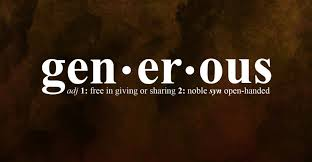 gen•er•ous
adj 1: free in giving or sharing 2: noble syn open-handed